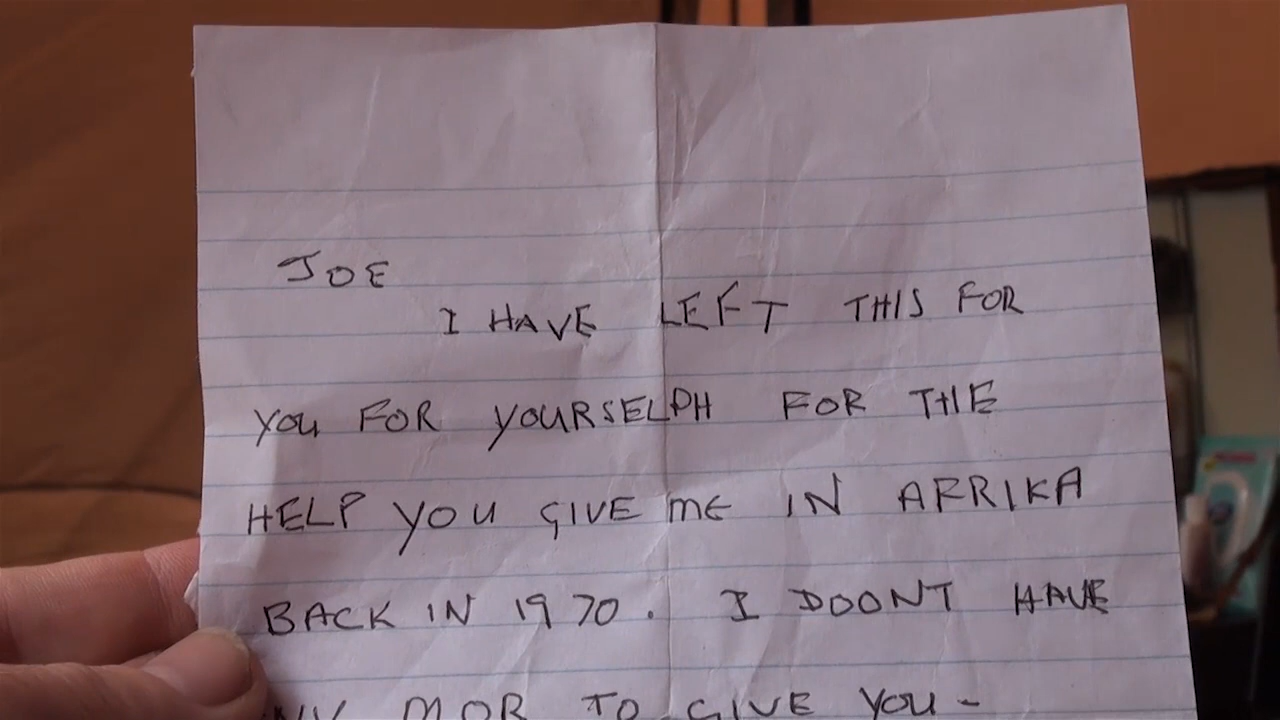 JOE
I HAVE LEFT THIS FOR
YOU FOR YOURSELPH FOR THE
HELP YOU GIVE ME IN AFRIKA
BACK IN 1970. I DOONT HAVE
MOR TO GIVE YOU-